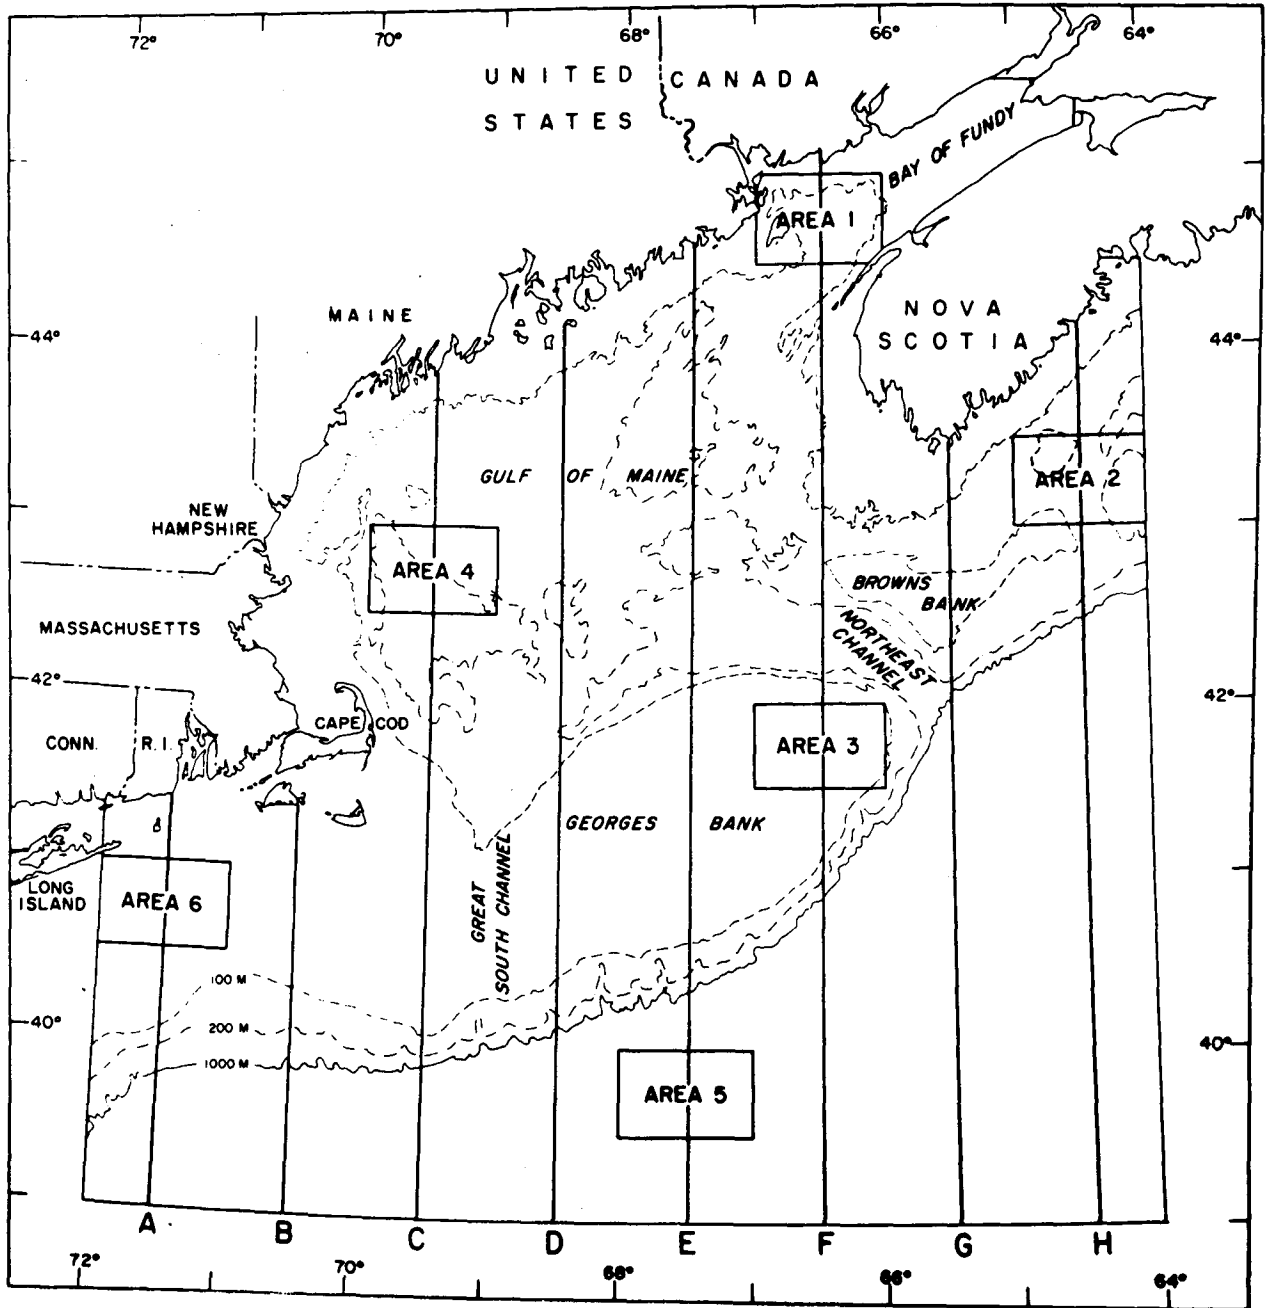 72° 70° 68° 66° 64°
UNITED CANADA
STATES
BAY OF FUNDY
AREA 1
MAINE
NOVA
SCOTIA
44° 44°
GULF OF MAINE
AREA 2
NEW
HAMPSHIRE
AREA 4
BROWNS
BANK
NORTHEAST
CHANNEL
MASSACHUSETTS
42° 42°
CAPE COD
CONN. R.I.
AREA 3
GEORGES BANK
GREAT
SOUTH CHANNEL
LONG
ISLAND
AREA 6
100 M
200 M
1000 M
40° 40°
AREA 5
A B C D E F G H
72° 70° 68° 66° 64°